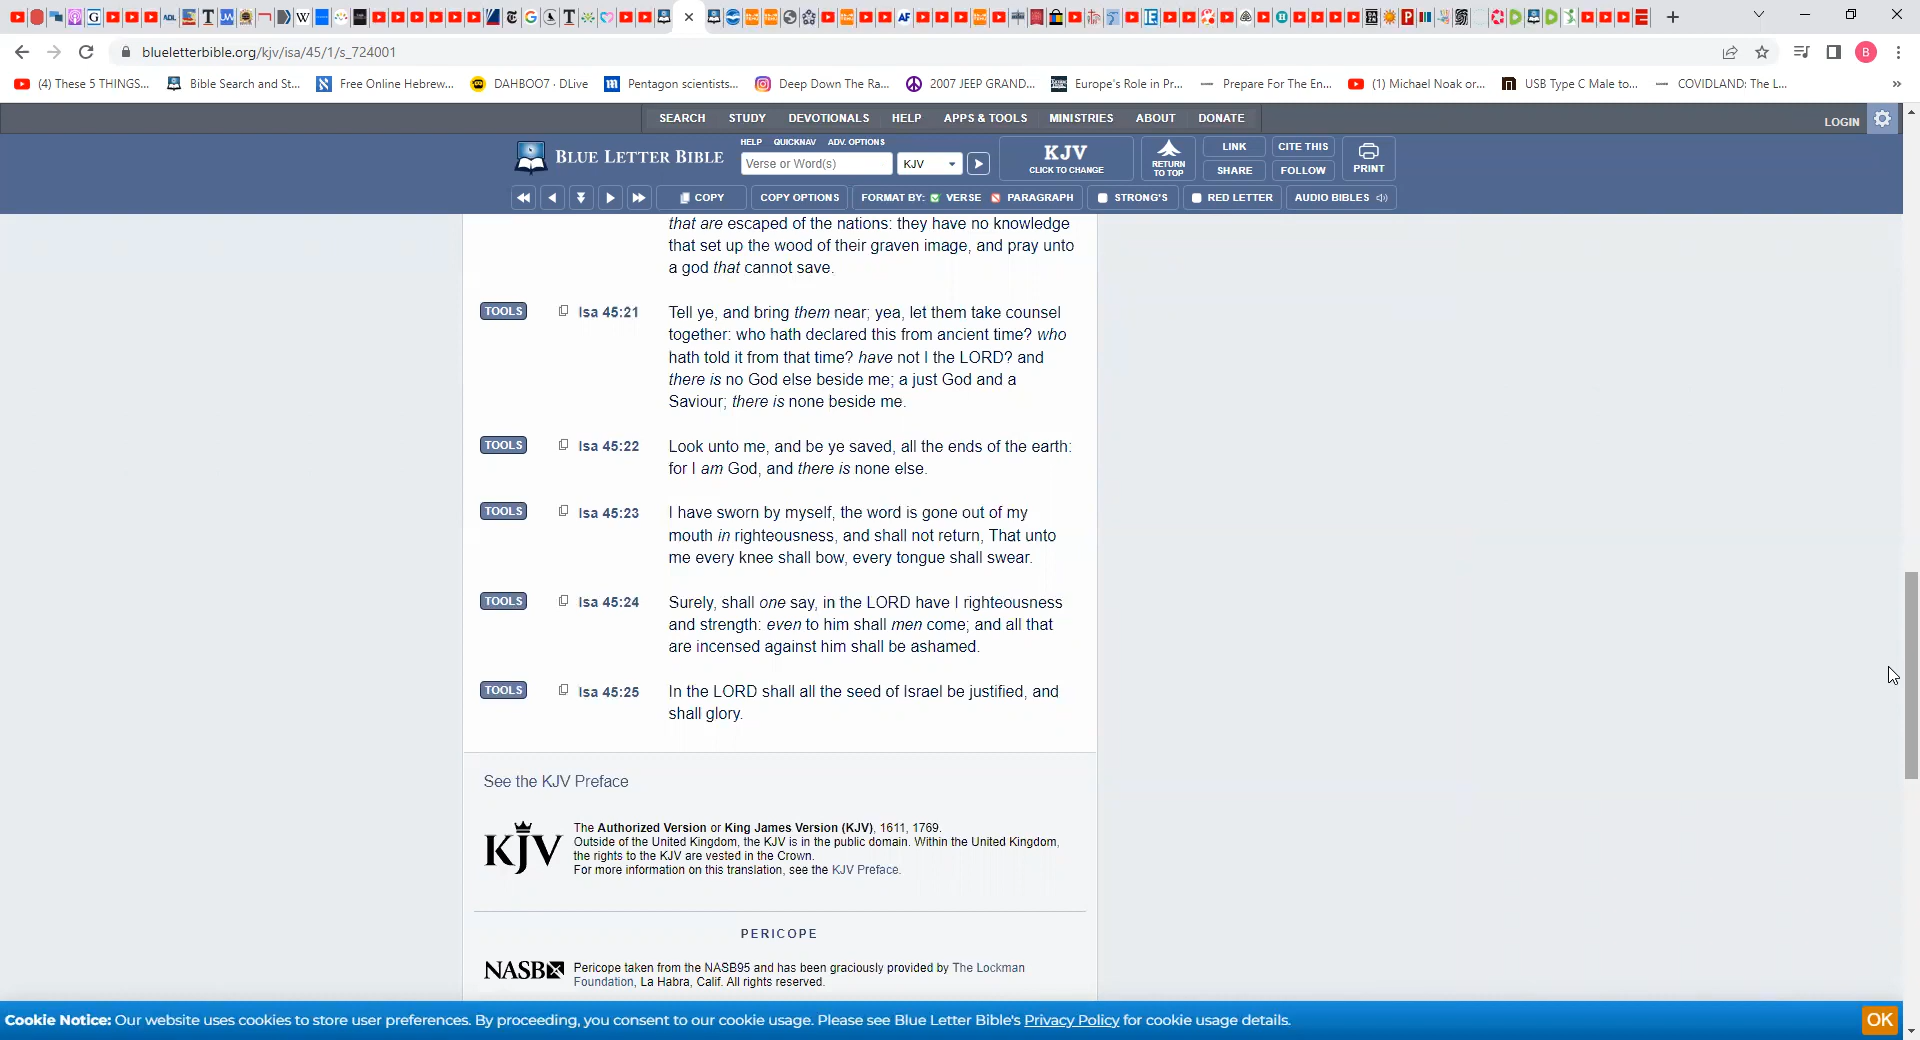 blueletterbible.org/kjv/isa/45/1/s_724001
B
(4) These 5 THINGS...
Bible Search and St...
Free Online Hebrew...
DAHBOO7 · DLive
Pentagon scientists...
Deep Down The Ra...
2007 JEEP GRAND...
Europe's Role in Pr...
Prepare For The En...
(1) Michael Noak or...
USB Type C Male to...
COVIDLAND: The L...
»
SEARCH STUDY DEVOTIONALS HELP APPS & TOOLS MINISTRIES ABOUT DONATE
LOGIN
HELP QUICKNAV ADV. OPTIONS
BLUE LETTER BIBLE
Verse or Word(s)
KJV
KJV
CLICK TO CHANGE
RETURN
TO TOP
LINK
CITE THIS
SHARE
FOLLOW
PRINT
COPY
COPY OPTIONS
FORMAT BY: VERSE PARAGRAPH
STRONG'S
RED LETTER
AUDIO BIBLES
that are escaped of the nations: they have no knowledge
that set up the wood of their graven image, and pray unto
a god that cannot save.
TOOLS Isa 45:21 Tell ye, and bring them near; yea, let them take counsel
together: who hath declared this from ancient time? who
hath told it from that time? have not I the LORD? and
there is no God else beside me; a just God and a
Saviour; there is none beside me.
TOOLS Isa 45:22 Look unto me, and be ye saved, all the ends of the earth:
for I am God, and there is none else.
TOOLS Isa 45:23 I have sworn by myself, the word is gone out of my
mouth in righteousness, and shall not return, That unto
me every knee shall bow, every tongue shall swear.
TOOLS Isa 45:24 Surely, shall one say, in the LORD have I righteousness
and strength: even to him shall men come; and all that
are incensed against him shall be ashamed.
TOOLS Isa 45:25 In the LORD shall all the seed of Israel be justified, and
shall glory.
See the KJV Preface
KJV
The Authorized Version or King James Version (KJV), 1611, 1769.
Outside of the United Kingdom, the KJV is in the public domain. Within the United Kingdom,
the rights to the KJV are vested in the Crown.
For more information on this translation, see the KJV Preface.
PERICOPE
NASB
Pericope taken from the NASB95 and has been graciously provided by The Lockman
Foundation, La Habra, Calif. All rights reserved.
Cookie Notice: Our website uses cookies to store user preferences. By proceeding, you consent to our cookie usage. Please see Blue Letter Bible's Privacy Policy for cookie usage details.
OK